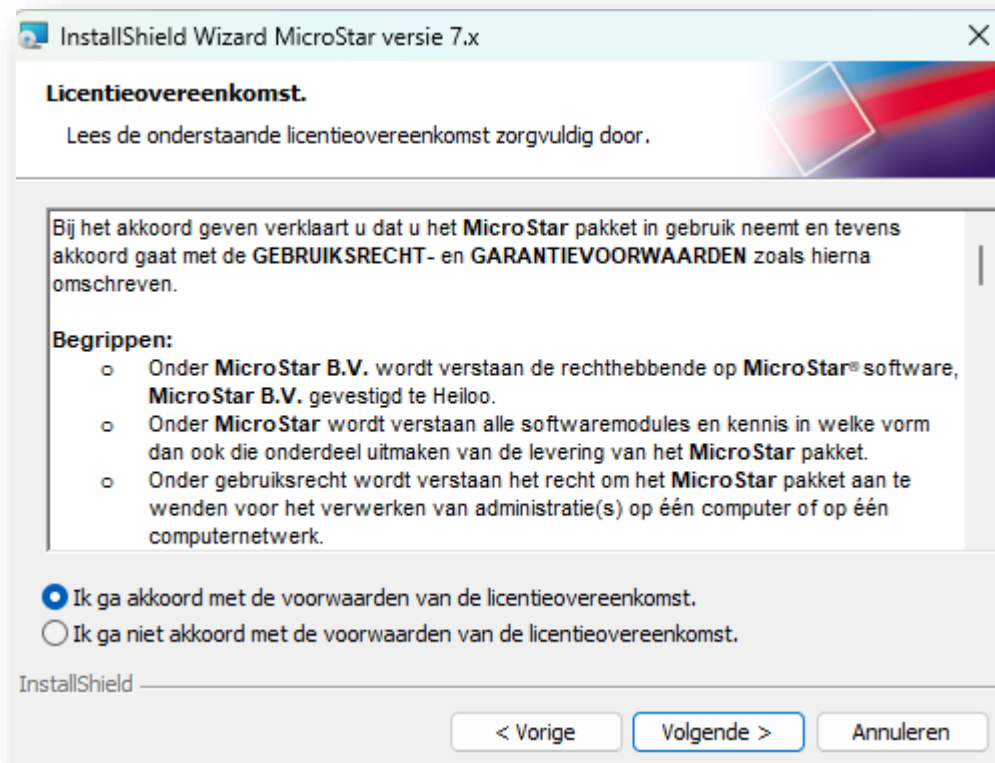 InstallShield Wizard MicroStar versie 7.x
Licentieovereenkomst.
Lees de onderstaande licentieovereenkomst zorgvuldig door.
Bij het akkoord geven verklaart u dat u het MicroStar pakket in gebruik neemt en tevens
akkoord gaat met de GEBRUIKSRECHT- en GARANTIEVOORWAARDEN zoals hierna
omschreven.
Begrippen:
o Onder MicroStar B.V. wordt verstaan de rechthebbende op MicroStar® software,
MicroStar B.V. gevestigd te Heiloo.
o Onder MicroStar wordt verstaan alle softwaremodules en kennis in welke vorm
dan ook die onderdeel uitmaken van de levering van het MicroStar pakket.
o Onder gebruiksrecht wordt verstaan het recht om het MicroStar pakket aan te
wenden voor het verwerken van administratie(s) op één computer of op één
computernetwerk.
Ik ga akkoord met de voorwaarden van de licentieovereenkomst.
Ik ga niet akkoord met de voorwaarden van de licentieovereenkomst.
InstallShield
< Vorige
Volgende >
Annuleren